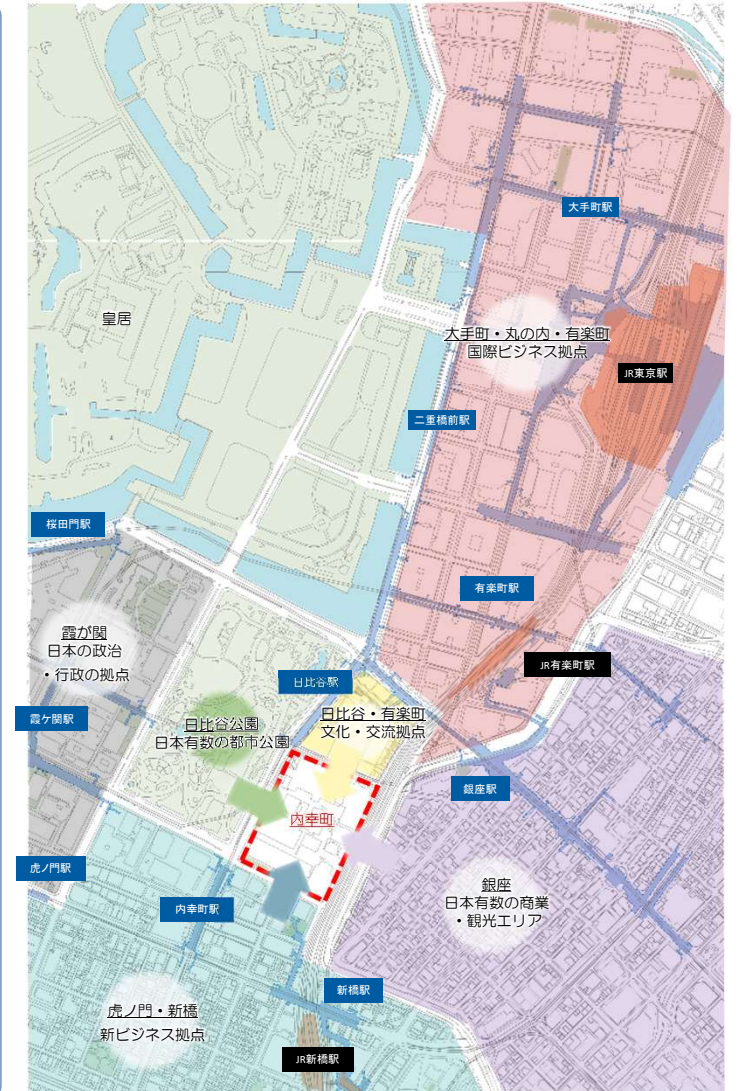 大手町駅
皇居
大手町・丸の内・有楽町
国際ビジネス拠点
JR東京駅
二重橋前駅
桜田門駅
有楽町駅
霞が関
日本の政治
・行政の拠点
JR有楽町駅
日比谷駅
霞ケ関駅
日比谷公園
日本有数の都市公園
日比谷・有楽町
文化・交流拠点
銀座駅
内幸町
虎ノ門駅
銀座
日本有数の商業
・観光エリア
内幸町駅
新橋駅
虎ノ門・新橋
新ビジネス拠点
JR新橋駅